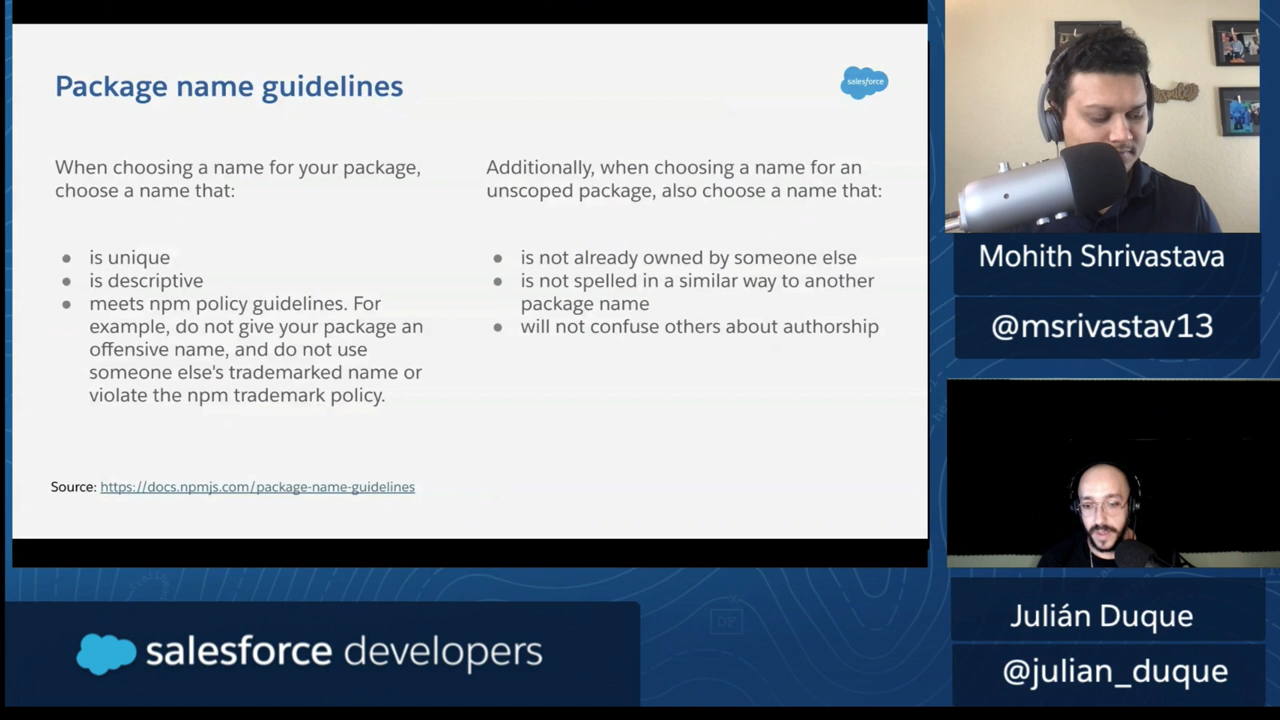 Package name guidelines
salesforce
When choosing a name for your package,
choose a name that:
● is unique
● is descriptive
● meets npm policy guidelines. For
example, do not give your package an
offensive name, and do not use
someone else's trademarked name or
violate the npm trademark policy.
Additionally, when choosing a name for an
unscoped package, also choose a name that:
● is not already owned by someone else
● is not spelled in a similar way to another
package name
● will not confuse others about authorship
Source: https://docs.npmjs.com/package-name-guidelines
Mohith Shrivastava
@msrivastav13
Julián Duque
@julian_duque
salesforce developers
DF